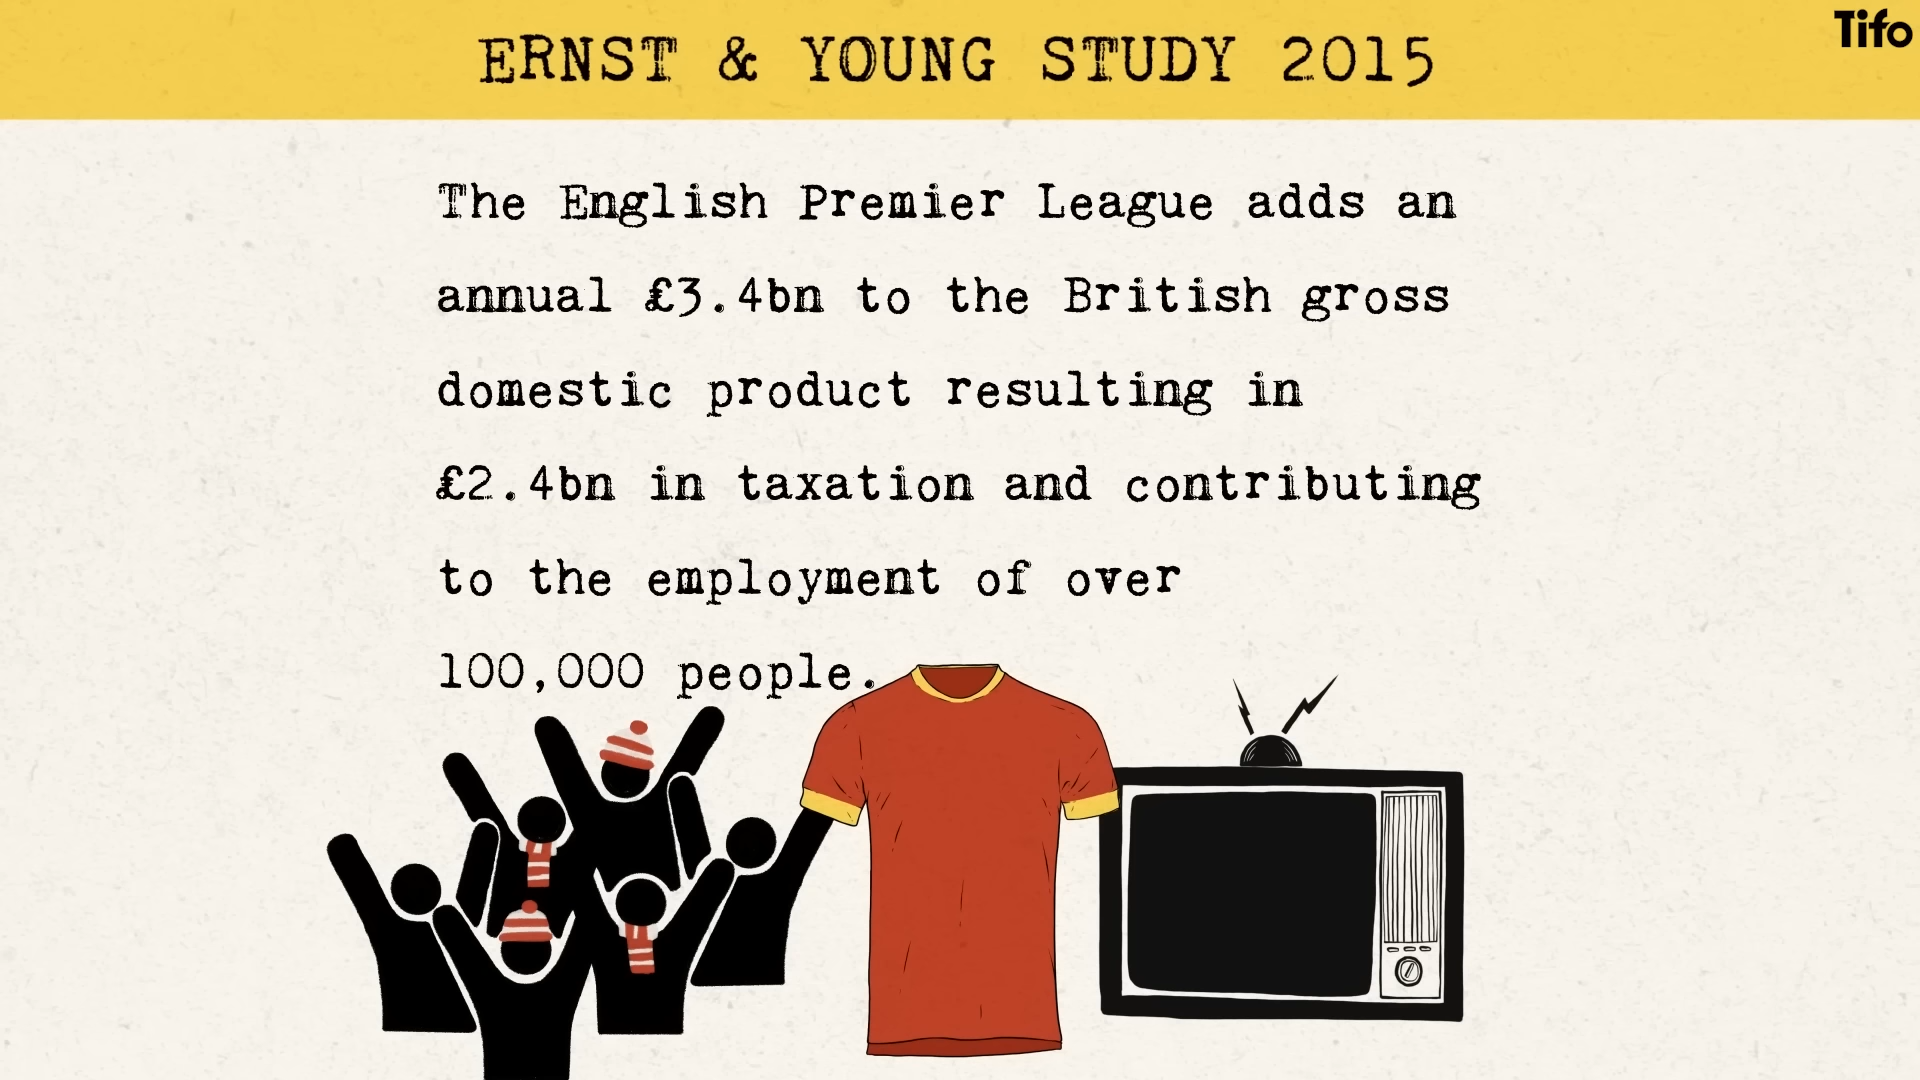 ERNST & YOUNG STUDY 2015
Tifo
The English Premier League adds an
annual £3.4bn to the British gross
domestic product resulting in
£2.4bn in taxation and contributing
to the employment of over
100,000 people.